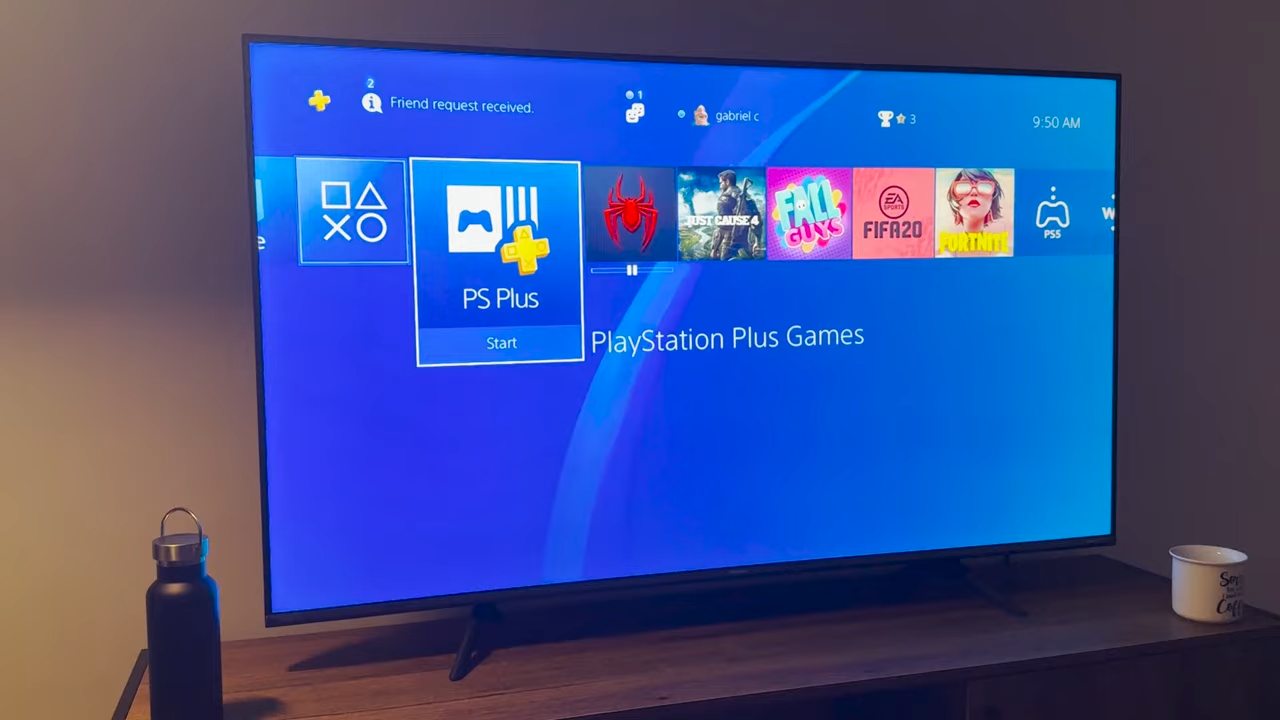 2
Friend request received.
1
gabriel c
3
9:50 AM
e
PS Plus
Start
JUST CAUSE 4
FALL GUYS
EA SPORTS
FIFA20
FORTNITE
PS5
W
PlayStation Plus Games